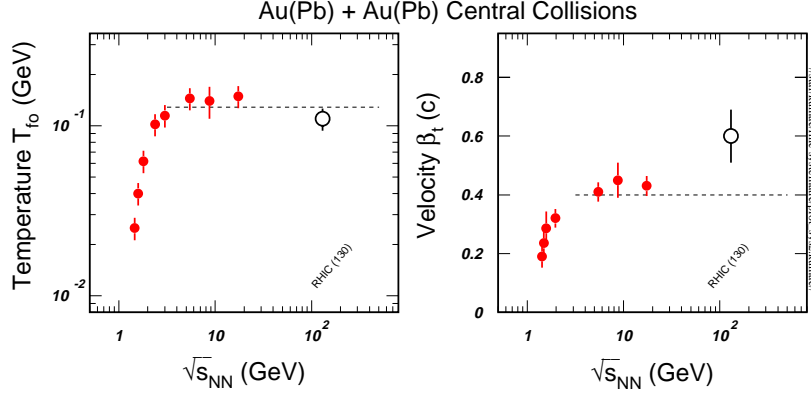 Au(Pb) + Au(Pb) Central Collisions
Temperature T_fo (GeV)
10^-1
10^-2
1
10
10^2
√s_NN (GeV)
RHIC (130)
Velocity β_t (c)
0.8
0.6
0.4
0.2
0
1
10
10^2
√s_NN (GeV)
RHIC (130)